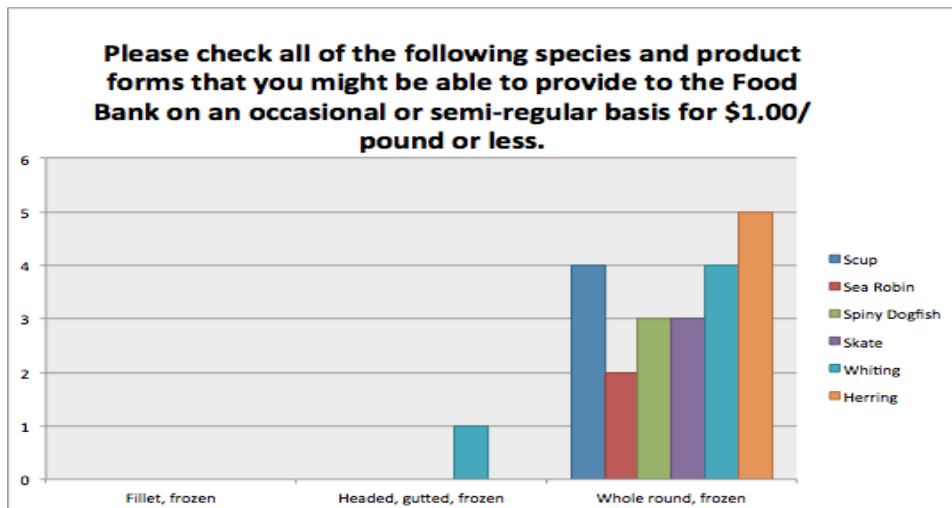 Please check all of the following species and product
forms that you might be able to provide to the Food
Bank on an occasional or semi-regular basis for $1.00/
pound or less.
6
5
4
3
2
1
0
Fillet, frozen
Headed, gutted, frozen
Whole round, frozen
Scup
Sea Robin
Spiny Dogfish
Skate
Whiting
Herring